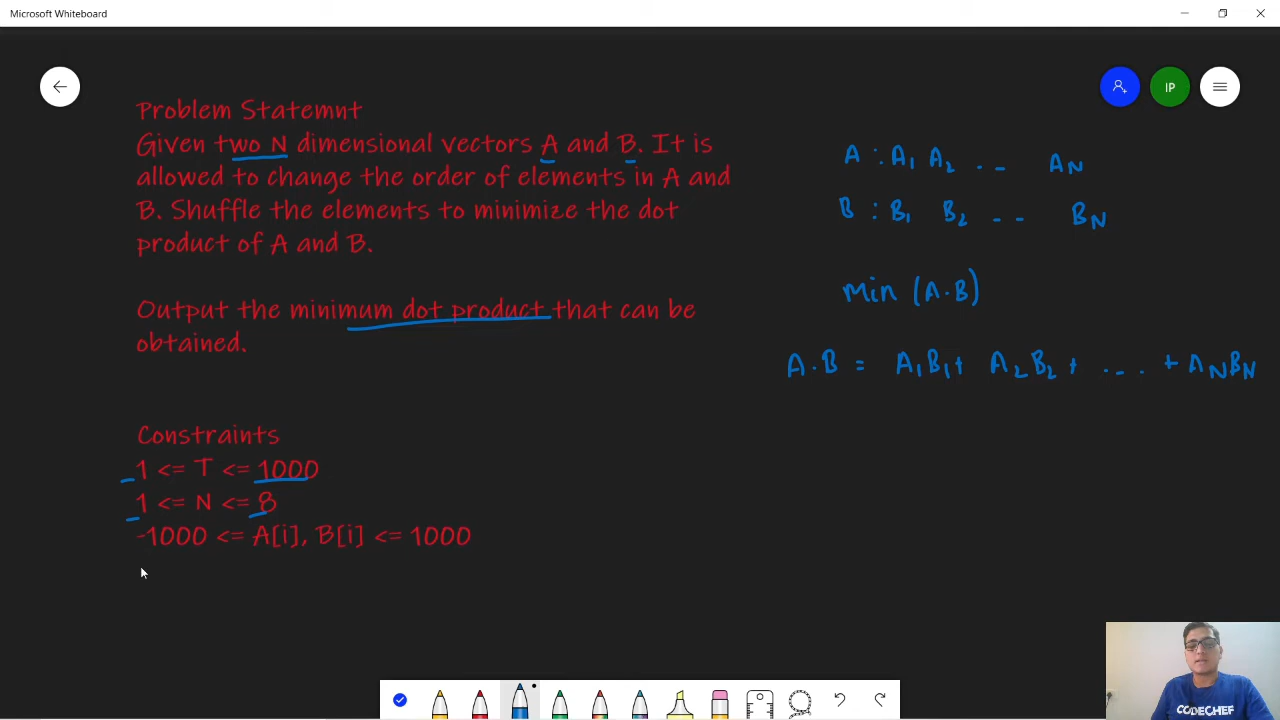 Microsoft Whiteboard
IP
Problem Statemnt
Given two N dimensional vectors A and B. It is
allowed to change the order of elements in A and
B. Shuffle the elements to minimize the dot
product of A and B.
Output the minimum dot product that can be
obtained.
Constraints
1 <= T <= 1000
1 <= N <= 8
-1000 <= A[i], B[i] <= 1000
A : A1 A2 . _ _ AN
B : B1 B2 _ _ BN
Min (A.B)
A.B = A1B1+ A2B2+ . _ . + ANBN
CODECHEF